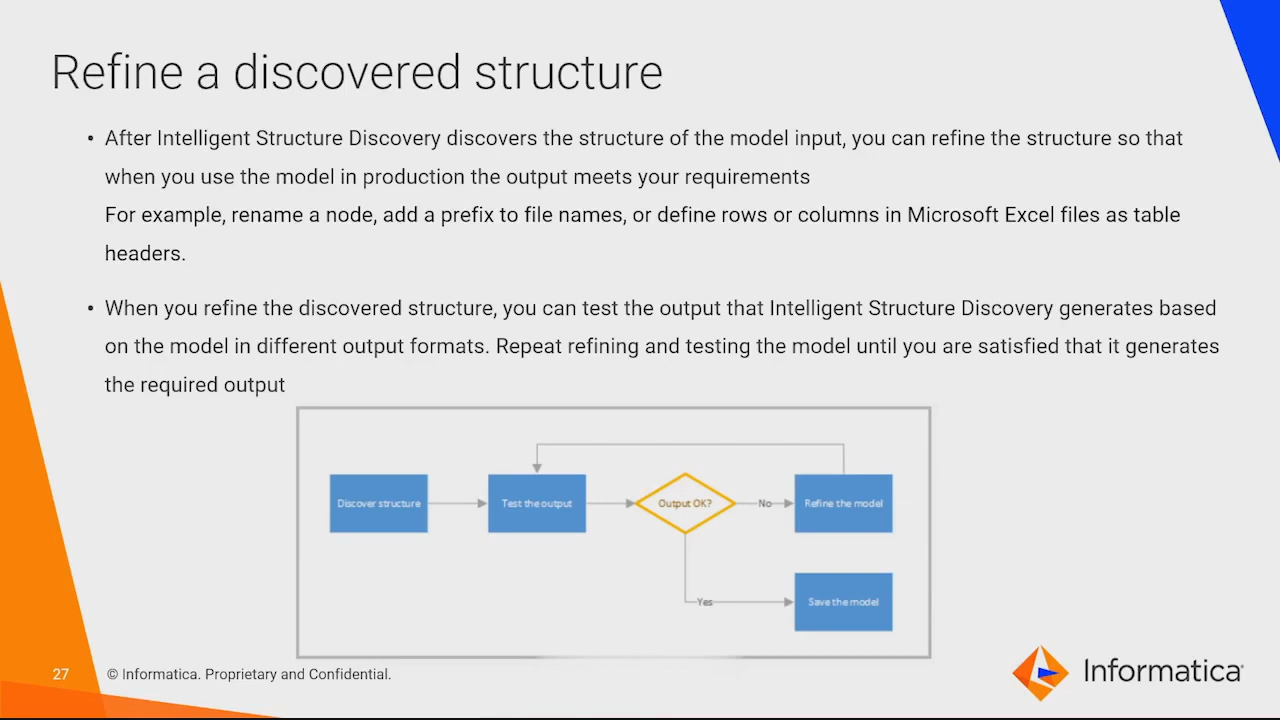 Refine a discovered structure
• After Intelligent Structure Discovery discovers the structure of the model input, you can refine the structure so that
when you use the model in production the output meets your requirements
For example, rename a node, add a prefix to file names, or define rows or columns in Microsoft Excel files as table
headers.
• When you refine the discovered structure, you can test the output that Intelligent Structure Discovery generates based
on the model in different output formats. Repeat refining and testing the model until you are satisfied that it generates
the required output
Discover structure
Test the output
Output OK?
No
Refine the model
Yes
Save the model
27
© Informatica. Proprietary and Confidential.
Informatica